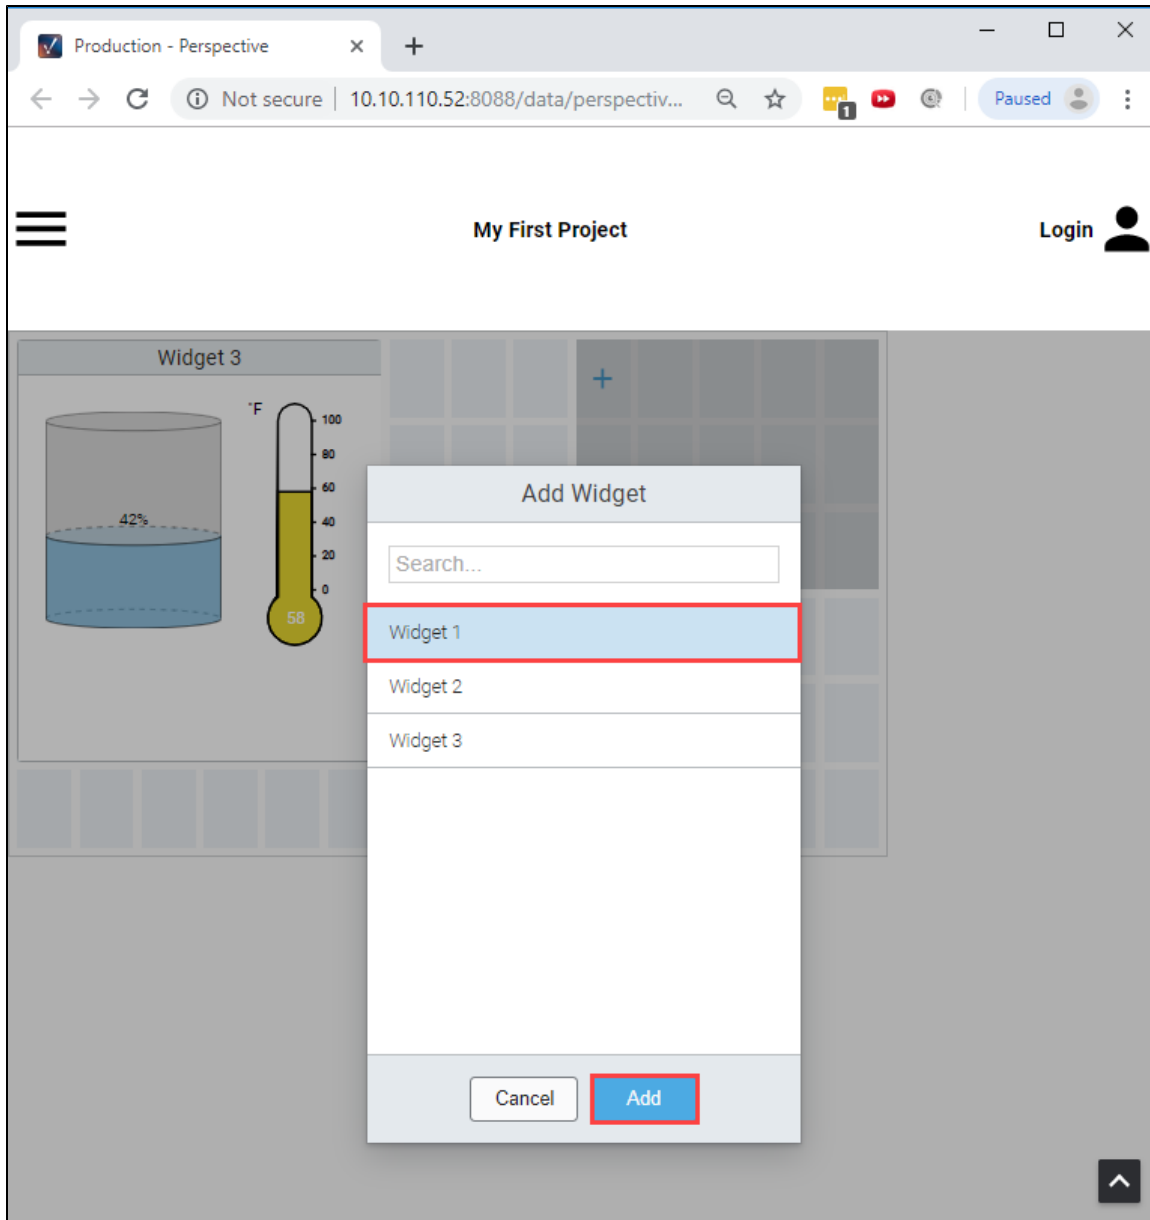 Production - Perspective
Not secure | 10.10.110.52:8088/data/perspectiv...
1
Paused
My First Project
Login
Widget 3
°F
100
80
60
40
20
0
42%
58
Add Widget
Search...
Widget 1
Widget 2
Widget 3
Cancel
Add